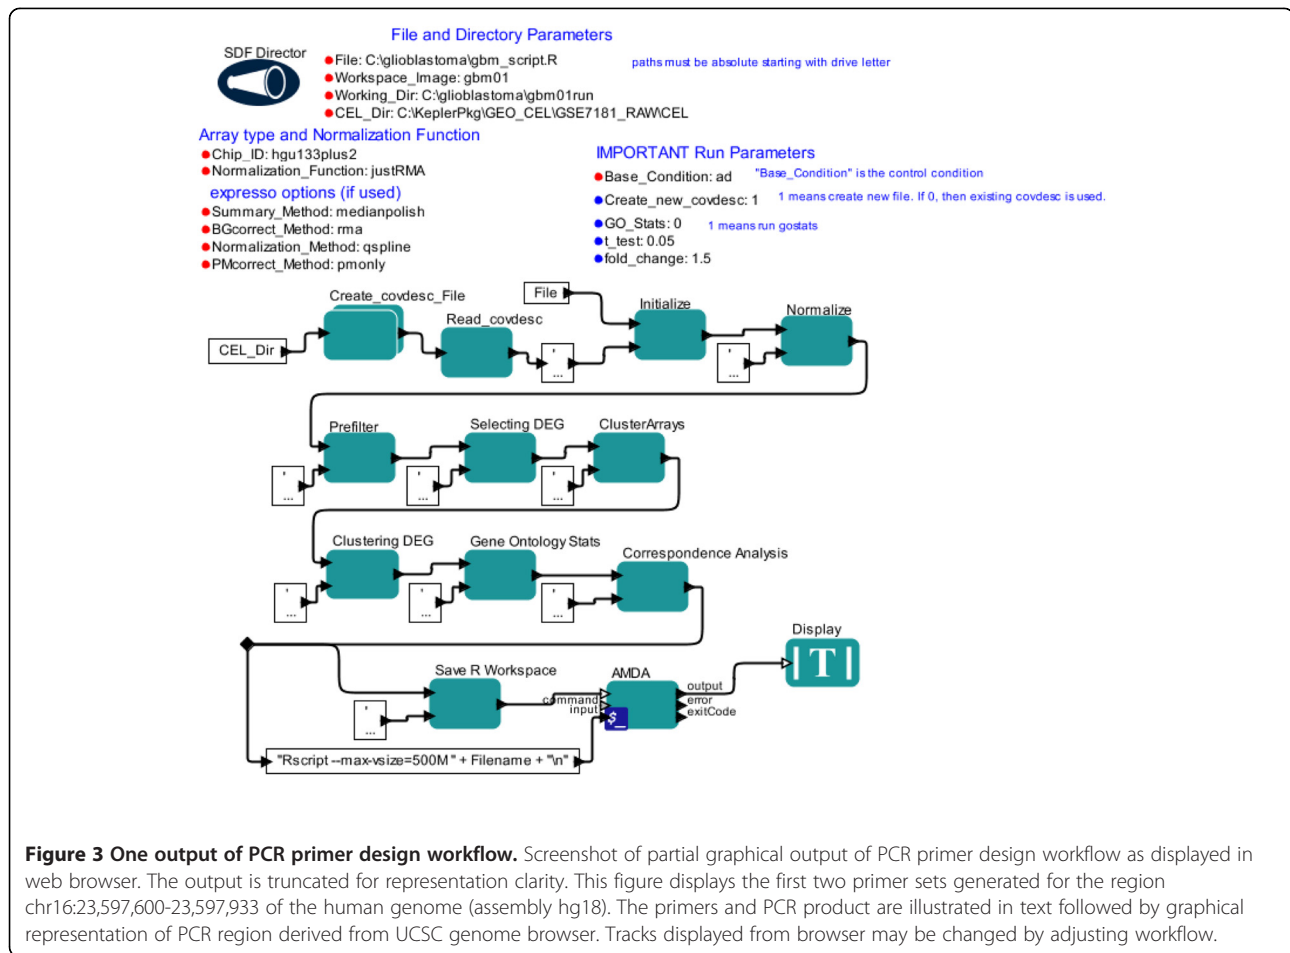 File and Directory Parameters
SDF Director
File: C:\glioblastoma\gbm_script.R
paths must be absolute starting with drive letter
Workspace_Image: gbm01
Working_Dir: C:\glioblastoma\gbm01run
CEL_Dir: C:\KeplerPkg\GEO_CEL\GSE7181_RAW\CEL
Array type and Normalization Function
Chip_ID: hgu133plus2
Normalization_Function: justRMA
expresso options (if used)
Summary_Method: medianpolish
BGcorrect_Method: rma
Normalization_Method: qspline
PMcorrect_Method: pmonly
IMPORTANT Run Parameters
Base_Condition: ad "Base_Condition" is the control condition
Create_new_covdesc: 1 1 means create new file. If 0, then existing covdesc is used.
GO_Stats: 0 1 means run gostats
t_test: 0.05
fold_change: 1.5
Create_covdesc_File
File
Initialize
Normalize
Read_covdesc
CEL_Dir
'
...
'
...
Prefilter
Selecting DEG
ClusterArrays
'
...
'
...
'
...
Clustering DEG
Gene Ontology Stats
Correspondence Analysis
'
...
'
...
'
...
Display
T
Save R Workspace
AMDA
output
command
error
input
exitCode
$_
'
...
"Rscript --max-vsize=500M " + Filename + "\n"
Figure 3 One output of PCR primer design workflow. Screenshot of partial graphical output of PCR primer design workflow as displayed in
web browser. The output is truncated for representation clarity. This figure displays the first two primer sets generated for the region
chr16:23,597,600-23,597,933 of the human genome (assembly hg18). The primers and PCR product are illustrated in text followed by graphical
representation of PCR region derived from UCSC genome browser. Tracks displayed from browser may be changed by adjusting workflow.